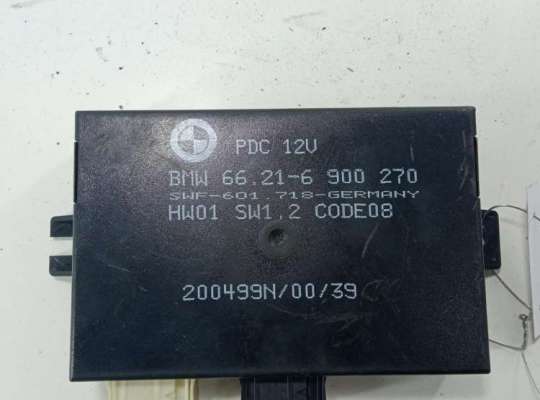 PDC 12V
BMW 66.21-6 900 270
SWF-601.718-GERMANY
HW01 SW1.2 CODE08
200499N/00/39